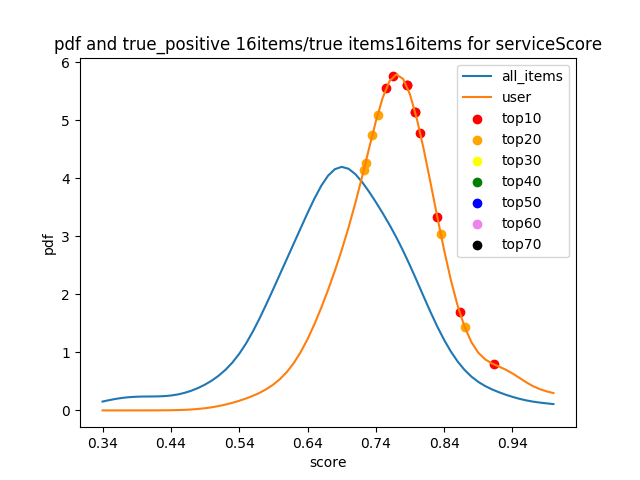 pdf and true_positive 16items/true items16items for serviceScore
6
5
4
3
2
1
0
pdf
all_items
user
top10
top20
top30
top40
top50
top60
top70
0.34 0.44 0.54 0.64 0.74 0.84 0.94
score